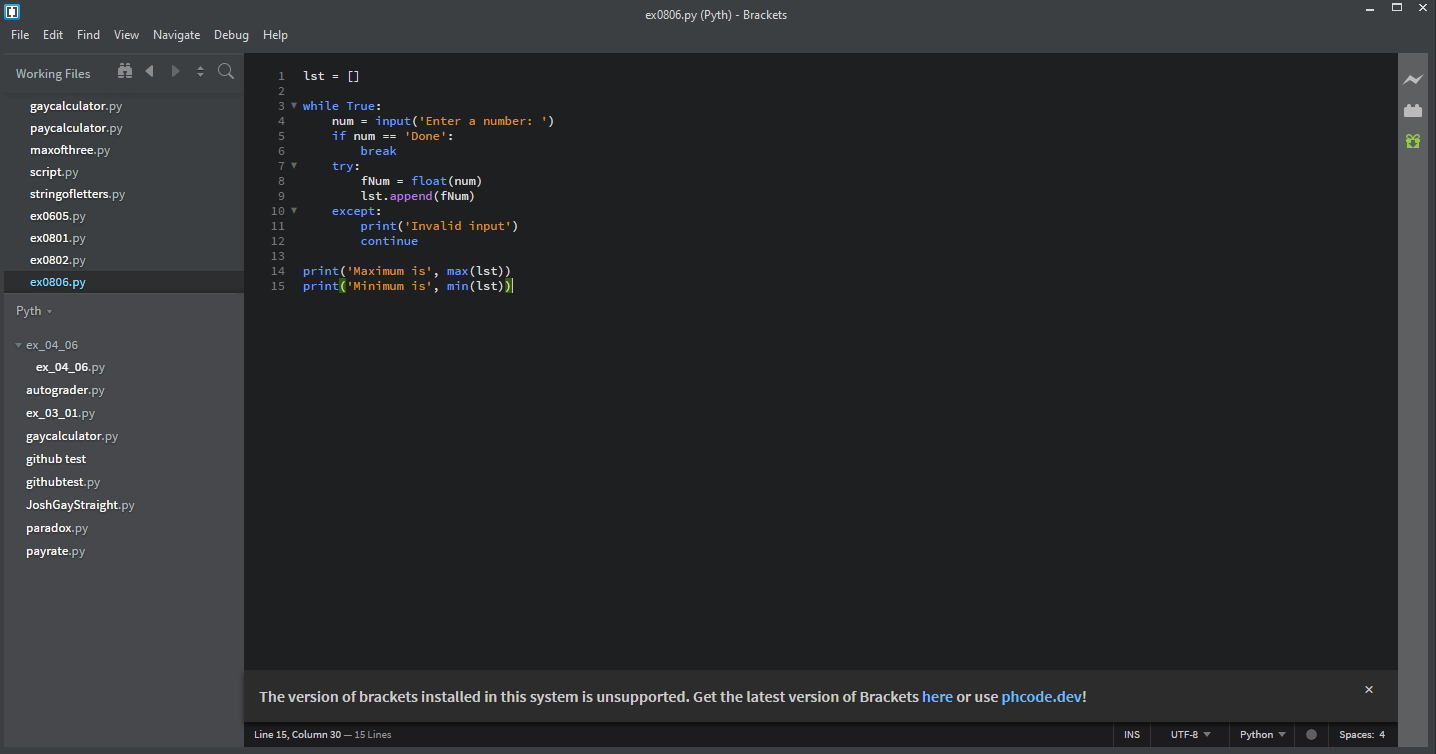 ex0806.py (Pyth) - Brackets
File Edit Find View Navigate Debug Help
Working Files
gaycalculator.py
paycalculator.py
maxofthree.py
script.py
stringofletters.py
ex0605.py
ex0801.py
ex0802.py
ex0806.py
Pyth
ex_04_06
ex_04_06.py
autograder.py
ex_03_01.py
gaycalculator.py
github test
githubtest.py
JoshGayStraight.py
paradox.py
payrate.py
1 lst = []
2
3 while True:
4     num = input('Enter a number: ')
5     if num == 'Done':
6         break
7     try:
8         fNum = float(num)
9         lst.append(fNum)
10     except:
11         print('Invalid input')
12         continue
13
14 print('Maximum is', max(lst))
15 print('Minimum is', min(lst))
The version of brackets installed in this system is unsupported. Get the latest version of Brackets here or use phcode.dev!
Line 15, Column 30 — 15 Lines INS UTF-8 Python Spaces: 4